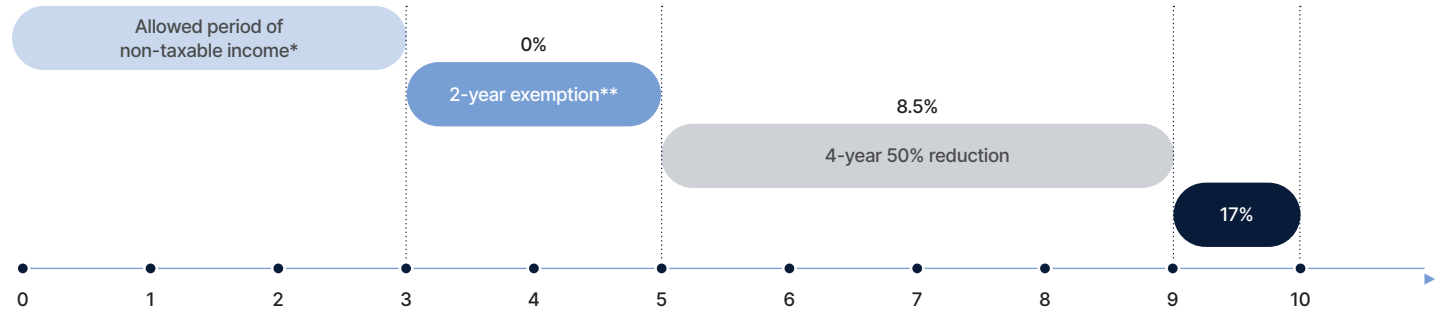 Allowed period of
non-taxable income*
0%
2-year exemption**
8.5%
4-year 50% reduction
17%
0 1 2 3 4 5 6 7 8 9 10